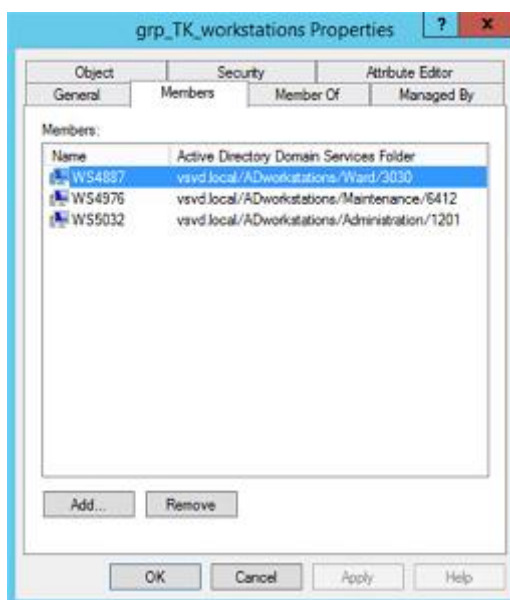 grp_TK_workstations Properties ? x
Object Security Attribute Editor
General Members Member Of Managed By
Members:
Name Active Directory Domain Services Folder
WS4887 vsvd.local/ADworkstations/Ward/3030
WS4976 vsvd.local/ADworkstations/Maintenance/6412
WS5032 vsvd.local/ADworkstations/Administration/1201
Add... Remove
OK Cancel Apply Help